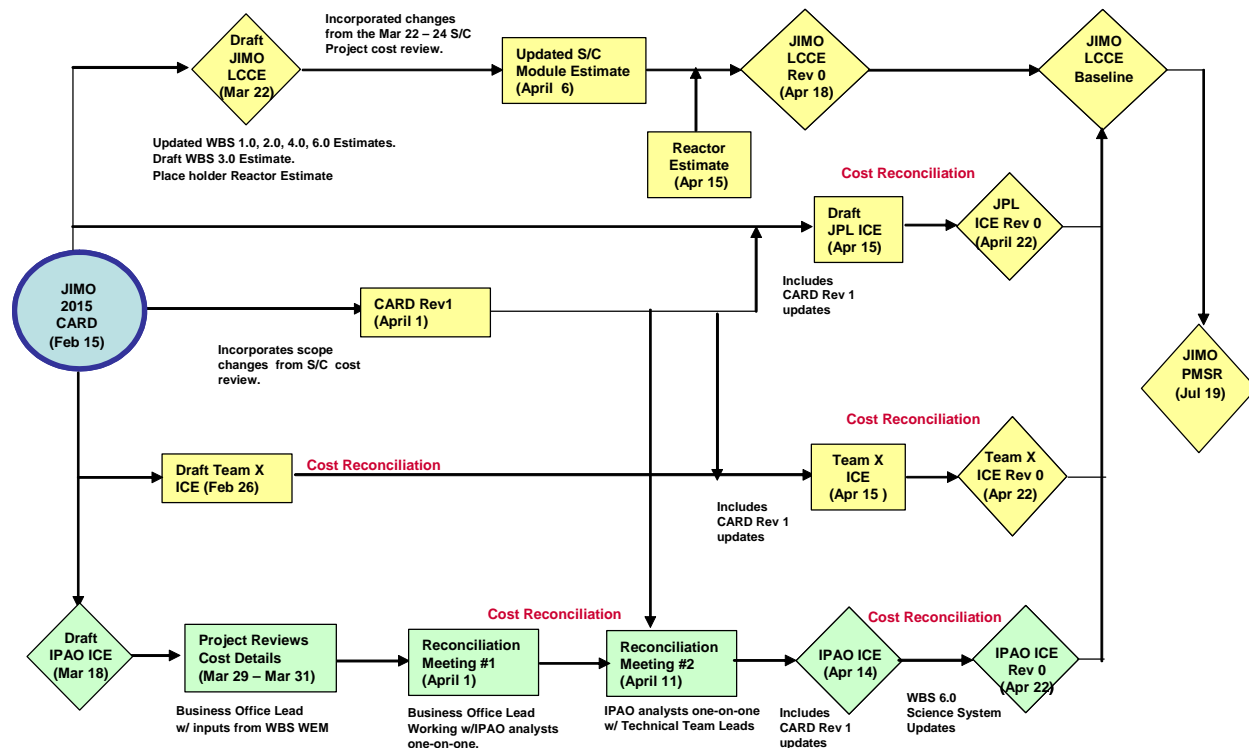 Draft
JIMO
LCCE
(Mar 22)
Incorporated changes
from the Mar 22 – 24 S/C
Project cost review.
Updated S/C
Module Estimate
(April 6)
JIMO
LCCE
Rev 0
(Apr 18)
JIMO
LCCE
Baseline
Updated WBS 1.0, 2.0, 4.0, 6.0 Estimates.
Draft WBS 3.0 Estimate.
Place holder Reactor Estimate
Reactor
Estimate
(Apr 15)
Cost Reconciliation
Draft
JPL ICE
(Apr 15)
JPL
ICE Rev 0
(April 22)
Includes
CARD Rev 1
updates
JIMO
2015
CARD
(Feb 15)
CARD Rev1
(April 1)
Incorporates scope
changes from S/C cost
review.
JIMO
PMSR
(Jul 19)
Draft Team X
ICE (Feb 26)
Cost Reconciliation
Includes
CARD Rev 1
updates
Cost Reconciliation
Team X
ICE
(Apr 15 )
Team X
ICE Rev 0
(Apr 22)
Draft
IPAO ICE
(Mar 18)
Project Reviews
Cost Details
(Mar 29 – Mar 31)
Business Office Lead
w/ inputs from WBS WEM
Cost Reconciliation
Reconciliation
Meeting #1
(April 1)
Business Office Lead
Working w/IPAO analysts
one-on-one.
Reconciliation
Meeting #2
(April 11)
IPAO analysts one-on-one
w/ Technical Team Leads
IPAO ICE
(Apr 14)
Includes
CARD Rev 1
updates
Cost Reconciliation
WBS 6.0
Science System
Updates
IPAO ICE
Rev 0
(Apr 22)